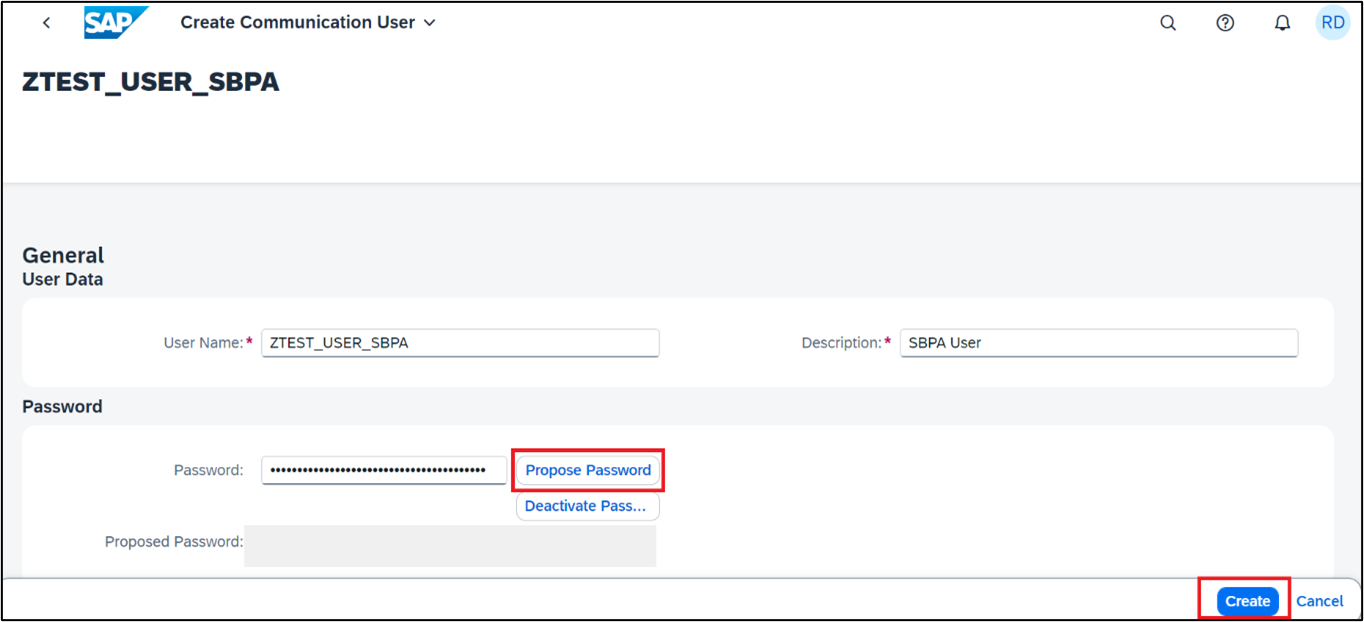 SAP Create Communication User RD
ZTEST_USER_SBPA
General
User Data
User Name:* ZTEST_USER_SBPA Description:* SBPA User
Password
Password: •••••••••••••••••••••••••••••••••••••••• Propose Password
Deactivate Pass...
Proposed Password:
Create Cancel